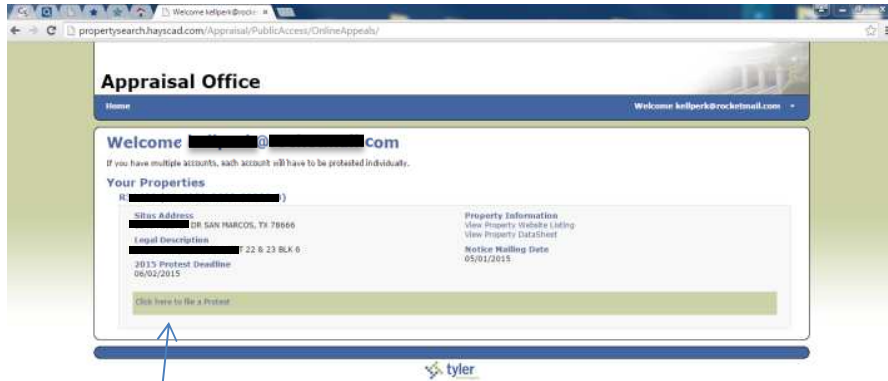 Welcome kellperk@rocke
propertysearch.hayscad.com/Appraisal/PublicAccess/OnlineAppeals/
Appraisal Office
Home
Welcome kellperk@rocketmail.com
Welcome @ com
If you have multiple accounts, each account will have to be protested individually.
Your Properties
R )
Situs Address
DR SAN MARCOS, TX 78666
Legal Description
T 22 & 23 BLK 6
2015 Protest Deadline
06/02/2015
Property Information
View Property Website Listing
View Property DataSheet
Notice Mailing Date
05/01/2015
Click here to file a Protest
tyler